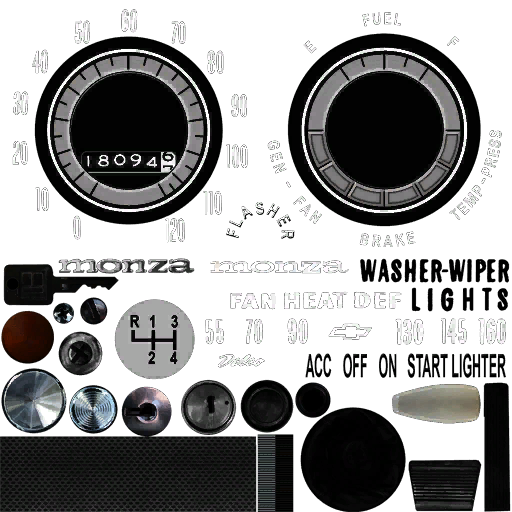 FUEL
E F
10 20 30 40 50 60 70 80 90 100 110 120
0
18094
GEN - FAN
TEMP-PRESS
FLASHER
BRAKE
monza monza
WASHER-WIPER
FAN HEAT DEF LIGHTS
R 1 3
2 4
55 70 90 130 145 160
ACC OFF ON START LIGHTER